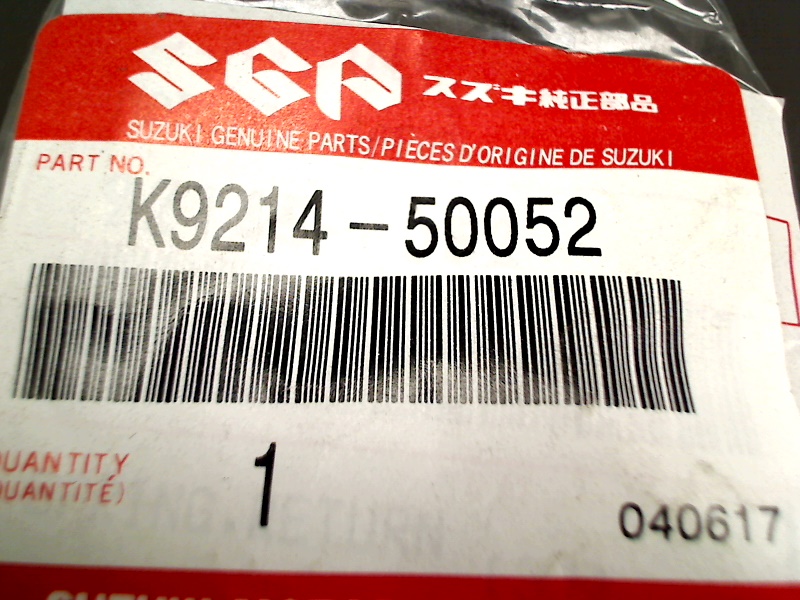 SGP スズキ純正部品
SUZUKI GENUINE PARTS/PIÈCES D'ORIGINE DE SUZUKI
PART NO.
K9214-50052
QUANTITY 1
QUANTITÉ)
040617